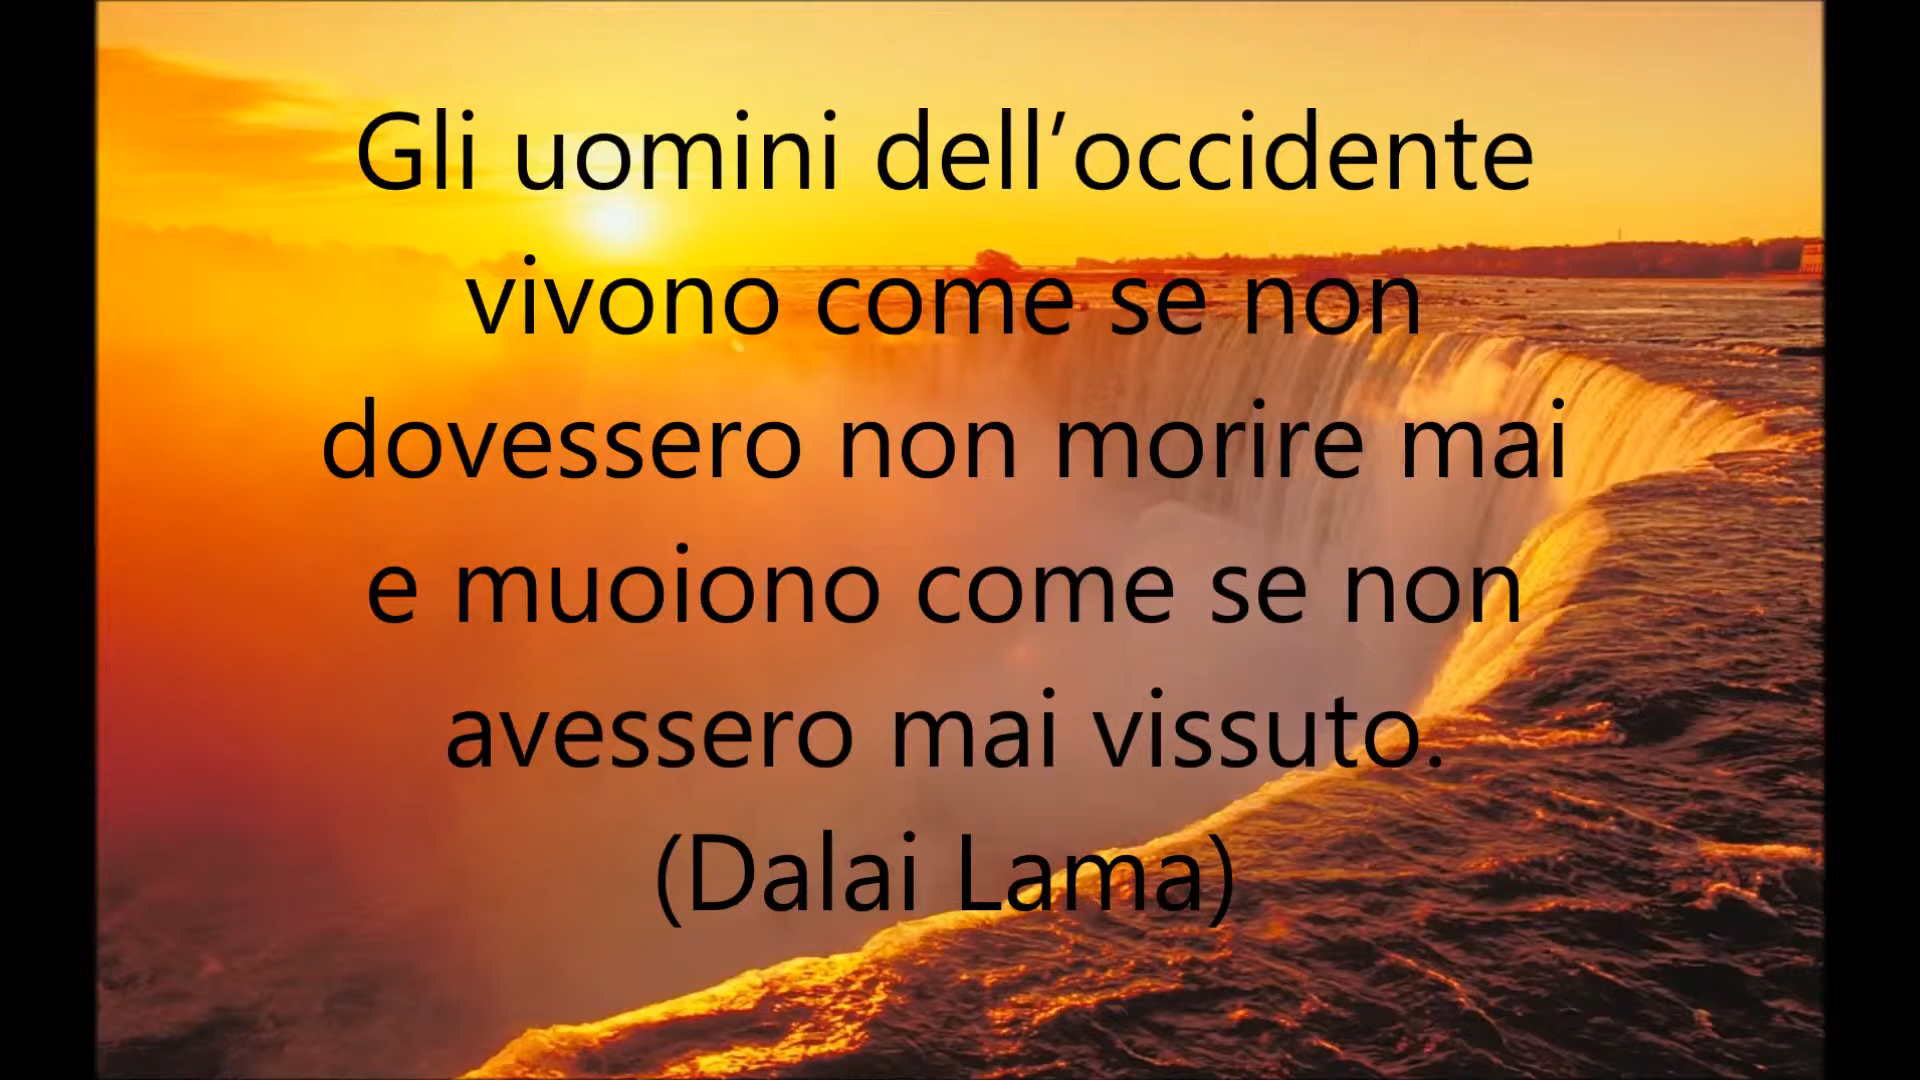 Gli uomini dell’occidente
vivono come se non
dovessero non morire mai
e muoiono come se non
avessero mai vissuto.
(Dalai Lama)